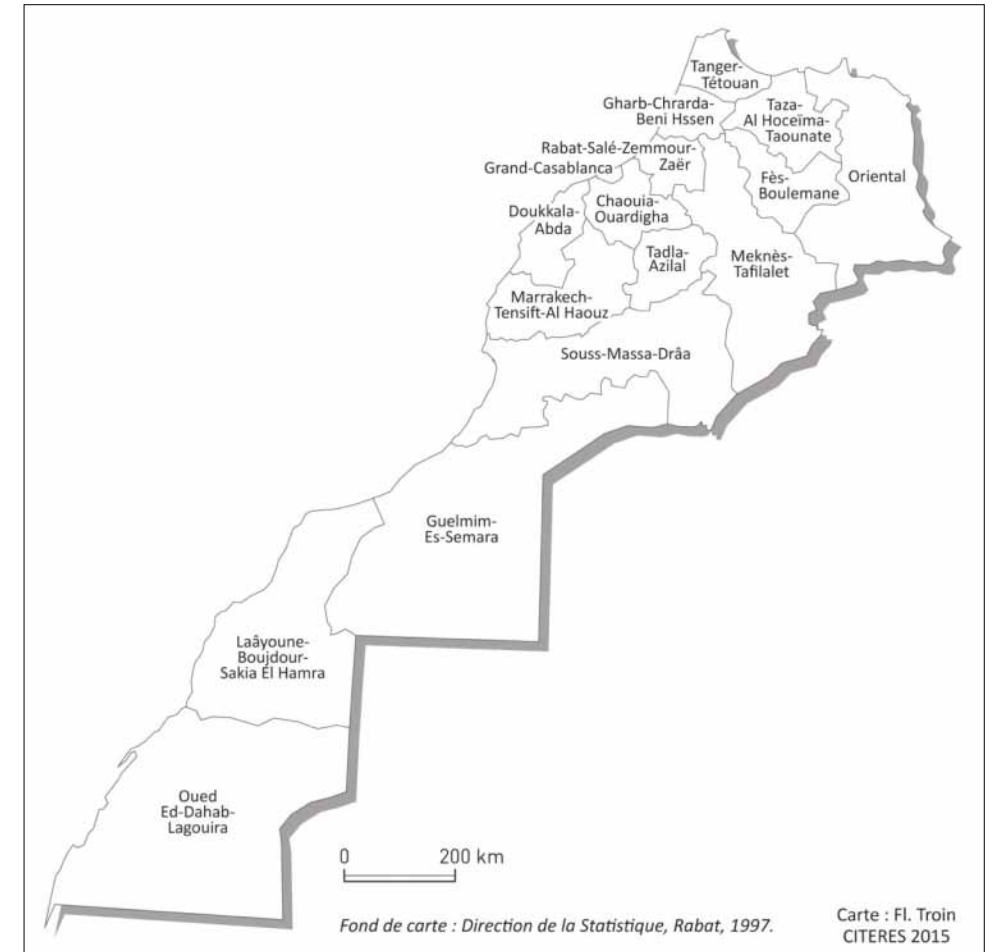 Tanger-
Tétouan
Gharb-Chrarda-
Beni Hssen
Taza-
Al Hoceïma-
Taounate
Rabat-Salé-Zemmour-
Zaër
Grand-Casablanca
Fès-
Boulemane
Oriental
Doukkala-
Abda
Chaouia-
Ouardigha
Tadla-
Azilal
Meknès-
Tafilalet
Marrakech-
Tensift-Al Haouz
Souss-Massa-Drâa
Guelmim-
Es-Semara
Laâyoune-
Boujdour-
Sakia El Hamra
Oued
Ed-Dahab-
Lagouira
0 200 km
Fond de carte : Direction de la Statistique, Rabat, 1997.
Carte : Fl. Troin
CITERES 2015